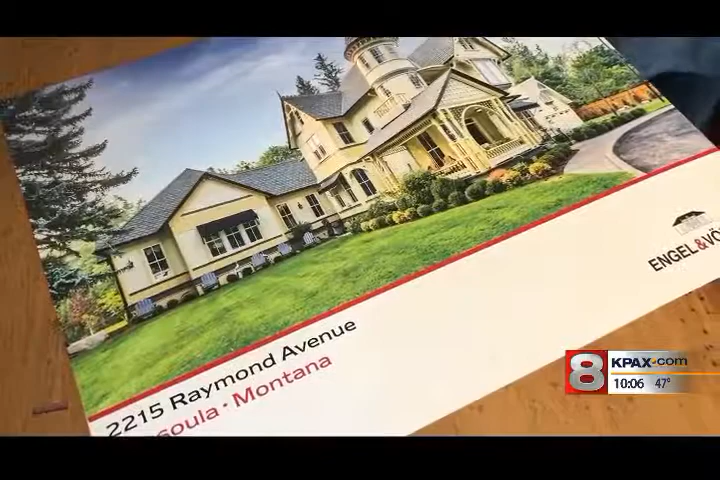 2215 Raymond Avenue
soula · Montana
ENGEL&VÖ
8
KPAX.com
10:06 47°